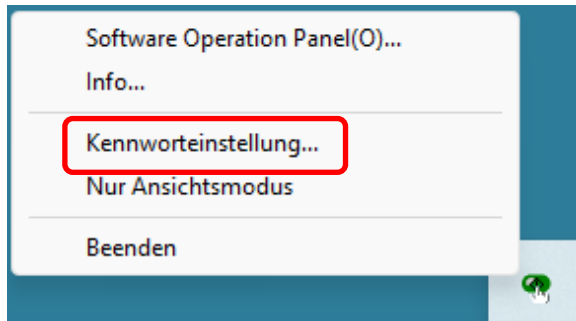 Software Operation Panel(O)...
Info...
Kennworteinstellung...
Nur Ansichtsmodus
Beenden